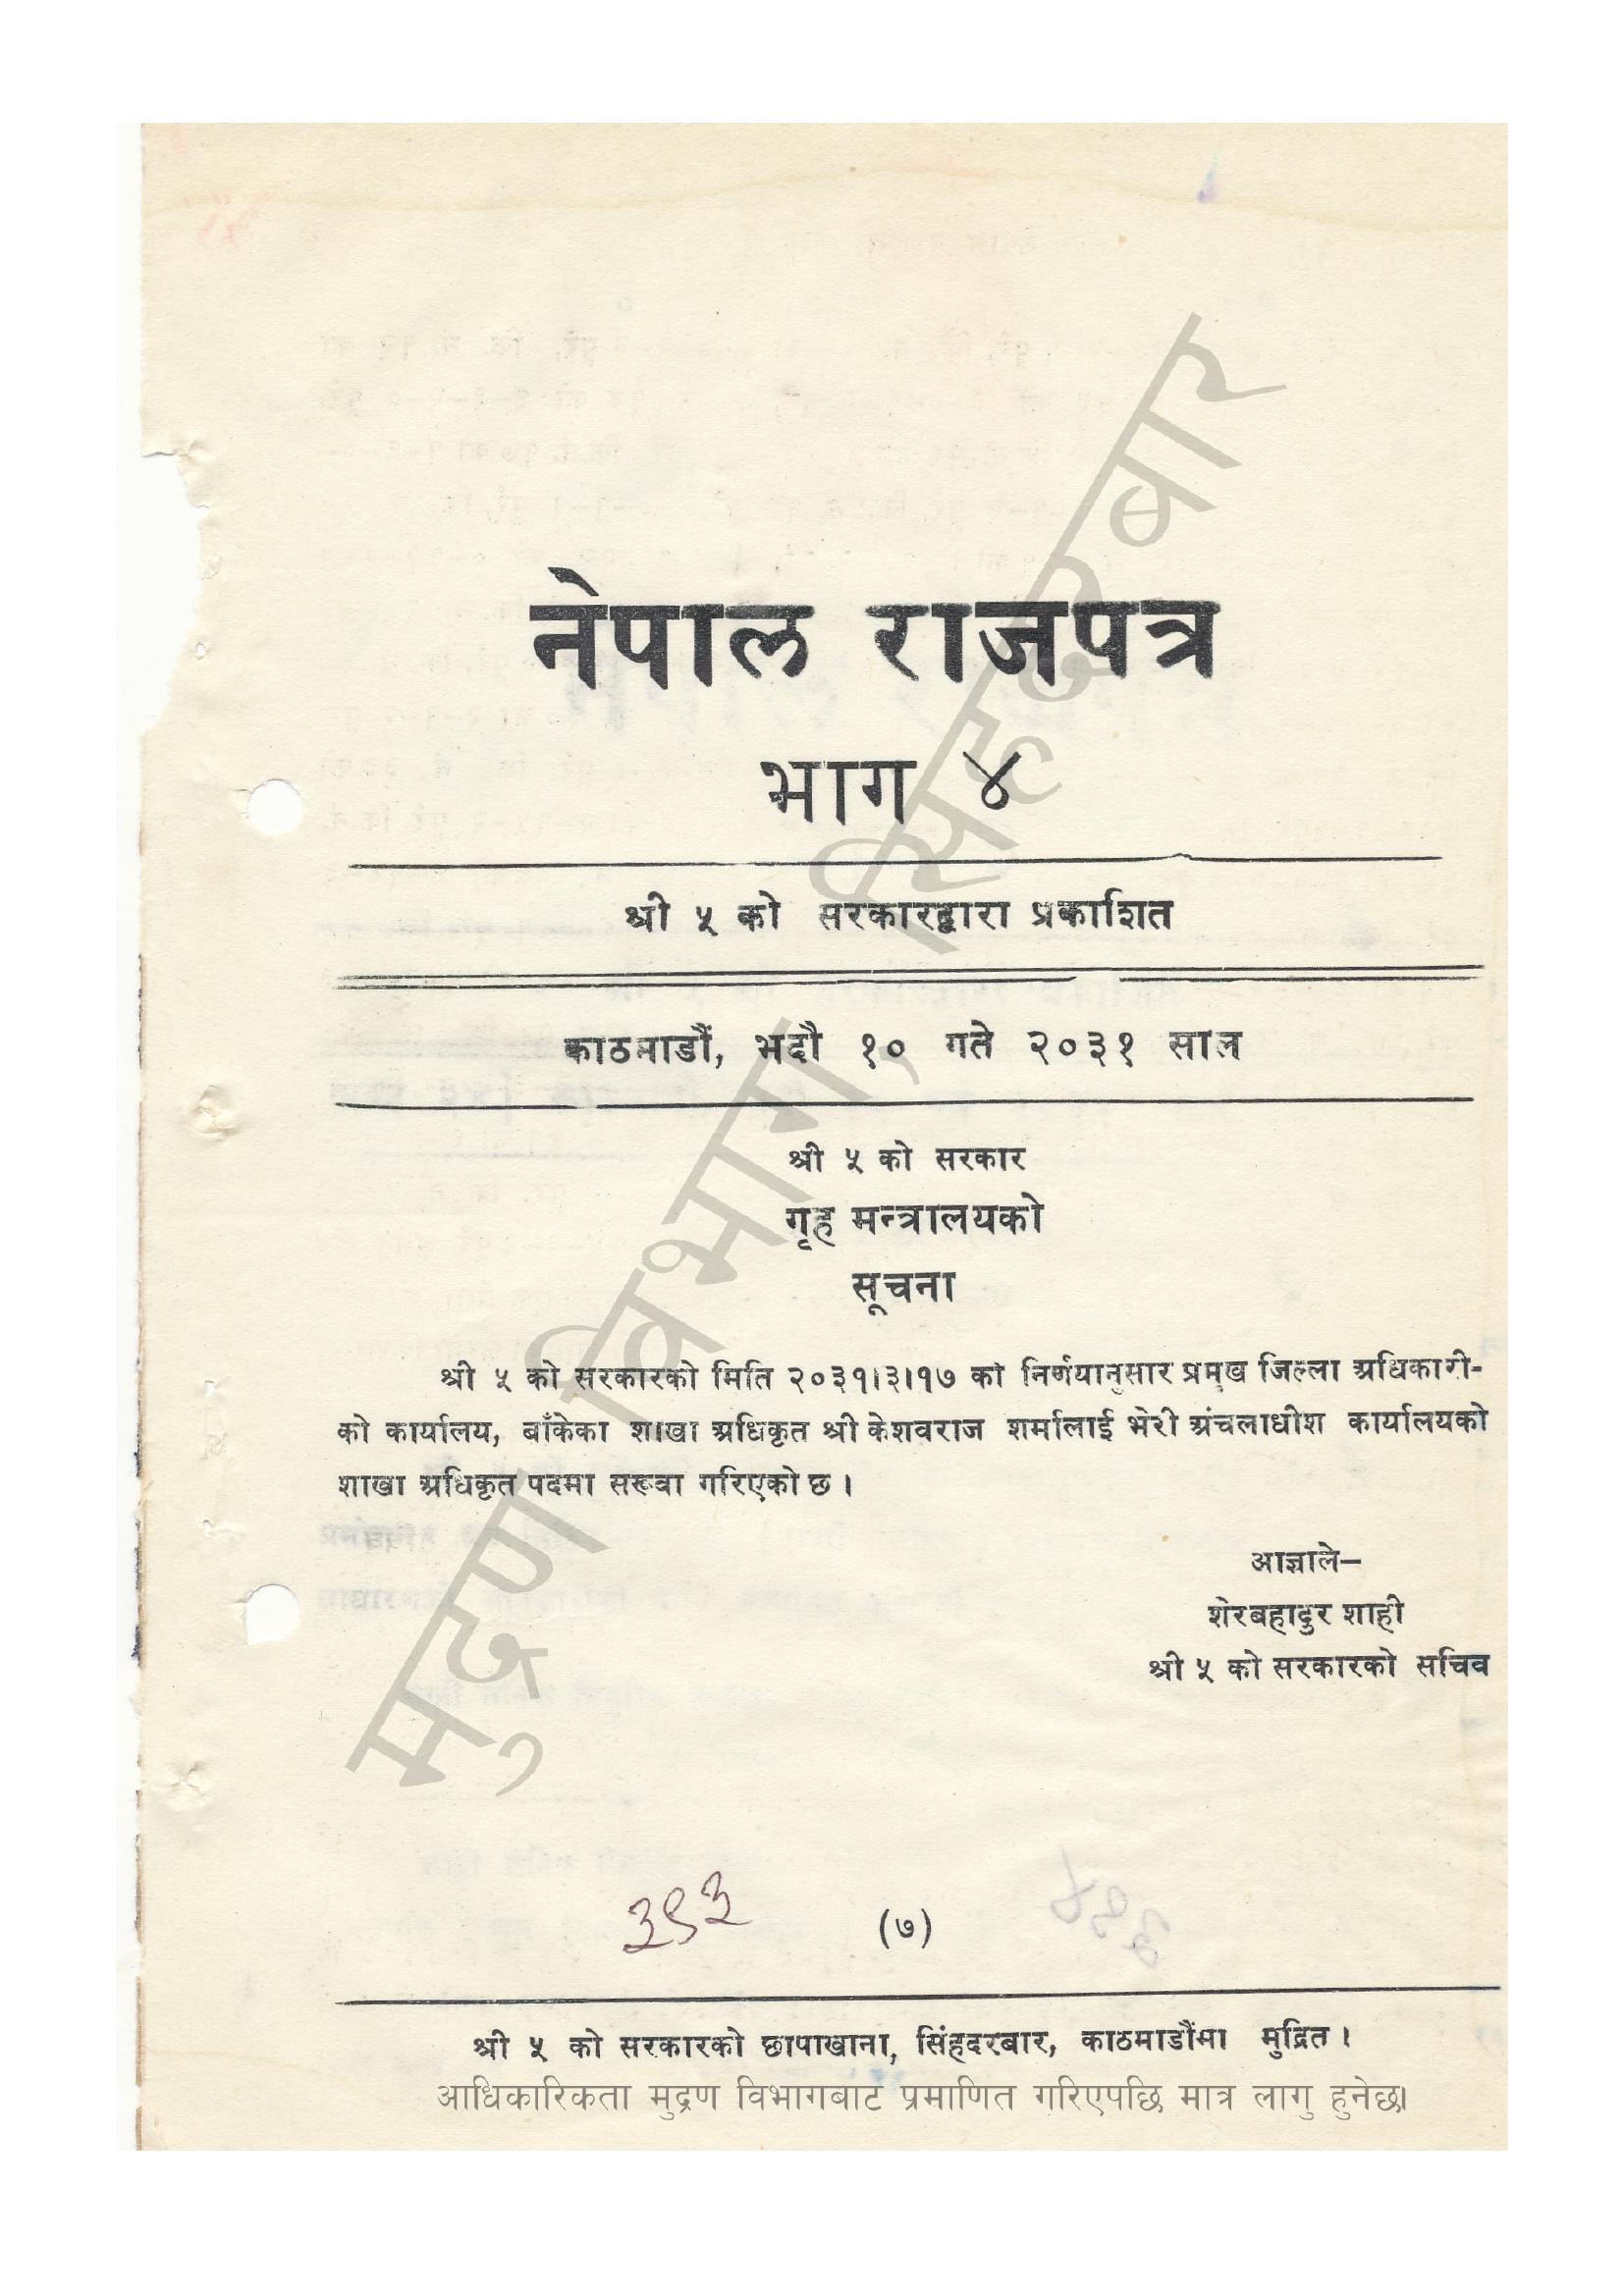 नेपाल राजपत्र
भाग ४
श्री ५ को सरकारद्वारा प्रकाशित
काठमाडौं, भदौ १० गते २०३१ साल
श्री ५ को सरकार
गृह मन्त्रालयको
सूचना
श्री ५ को सरकारको मिति २०३१।३।१७ को निर्णयानुसार प्रमुख जिल्ला अधिकारी-
को कार्यालय, बाँकेका शाखा अधिकृत श्री केशवराज शर्मालाई भेरी अंचलाधीश कार्यालयको
शाखा अधिकृत पदमा सरूवा गरिएको छ ।
आज्ञाले—
शेरबहादुर शाही
श्री ५ को सरकारको सचिव
(७)
श्री ५ को सरकारको छापाखाना, सिंहदरबार, काठमाडौंमा मुद्रित ।
आधिकारिकता मुद्रण विभागबाट प्रमाणित गरिएपछि मात्र लागु हुनेछ।
मुद्रण विभाग, सिंहदरबार